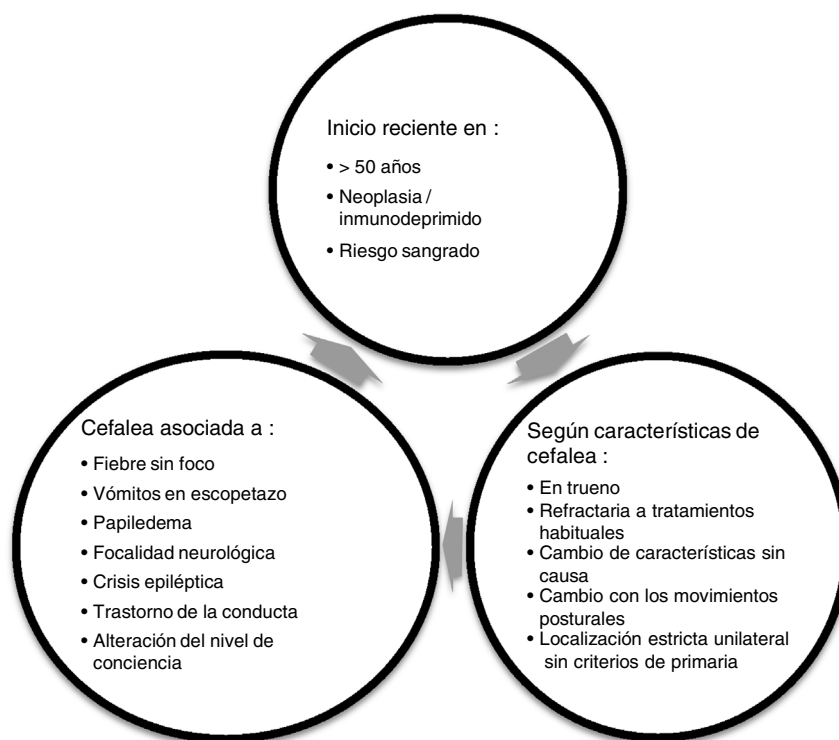 Inicio reciente en :
• > 50 años
• Neoplasia /
inmunodeprimido
• Riesgo sangrado
Cefalea asociada a :
• Fiebre sin foco
• Vómitos en escopetazo
• Papiledema
• Focalidad neurológica
• Crisis epiléptica
• Trastorno de la conducta
• Alteración del nivel de
conciencia
Según características de
cefalea :
• En trueno
• Refractaria a tratamientos
habituales
• Cambio de características sin
causa
• Cambio con los movimientos
posturales
• Localización estricta unilateral
sin criterios de primaria